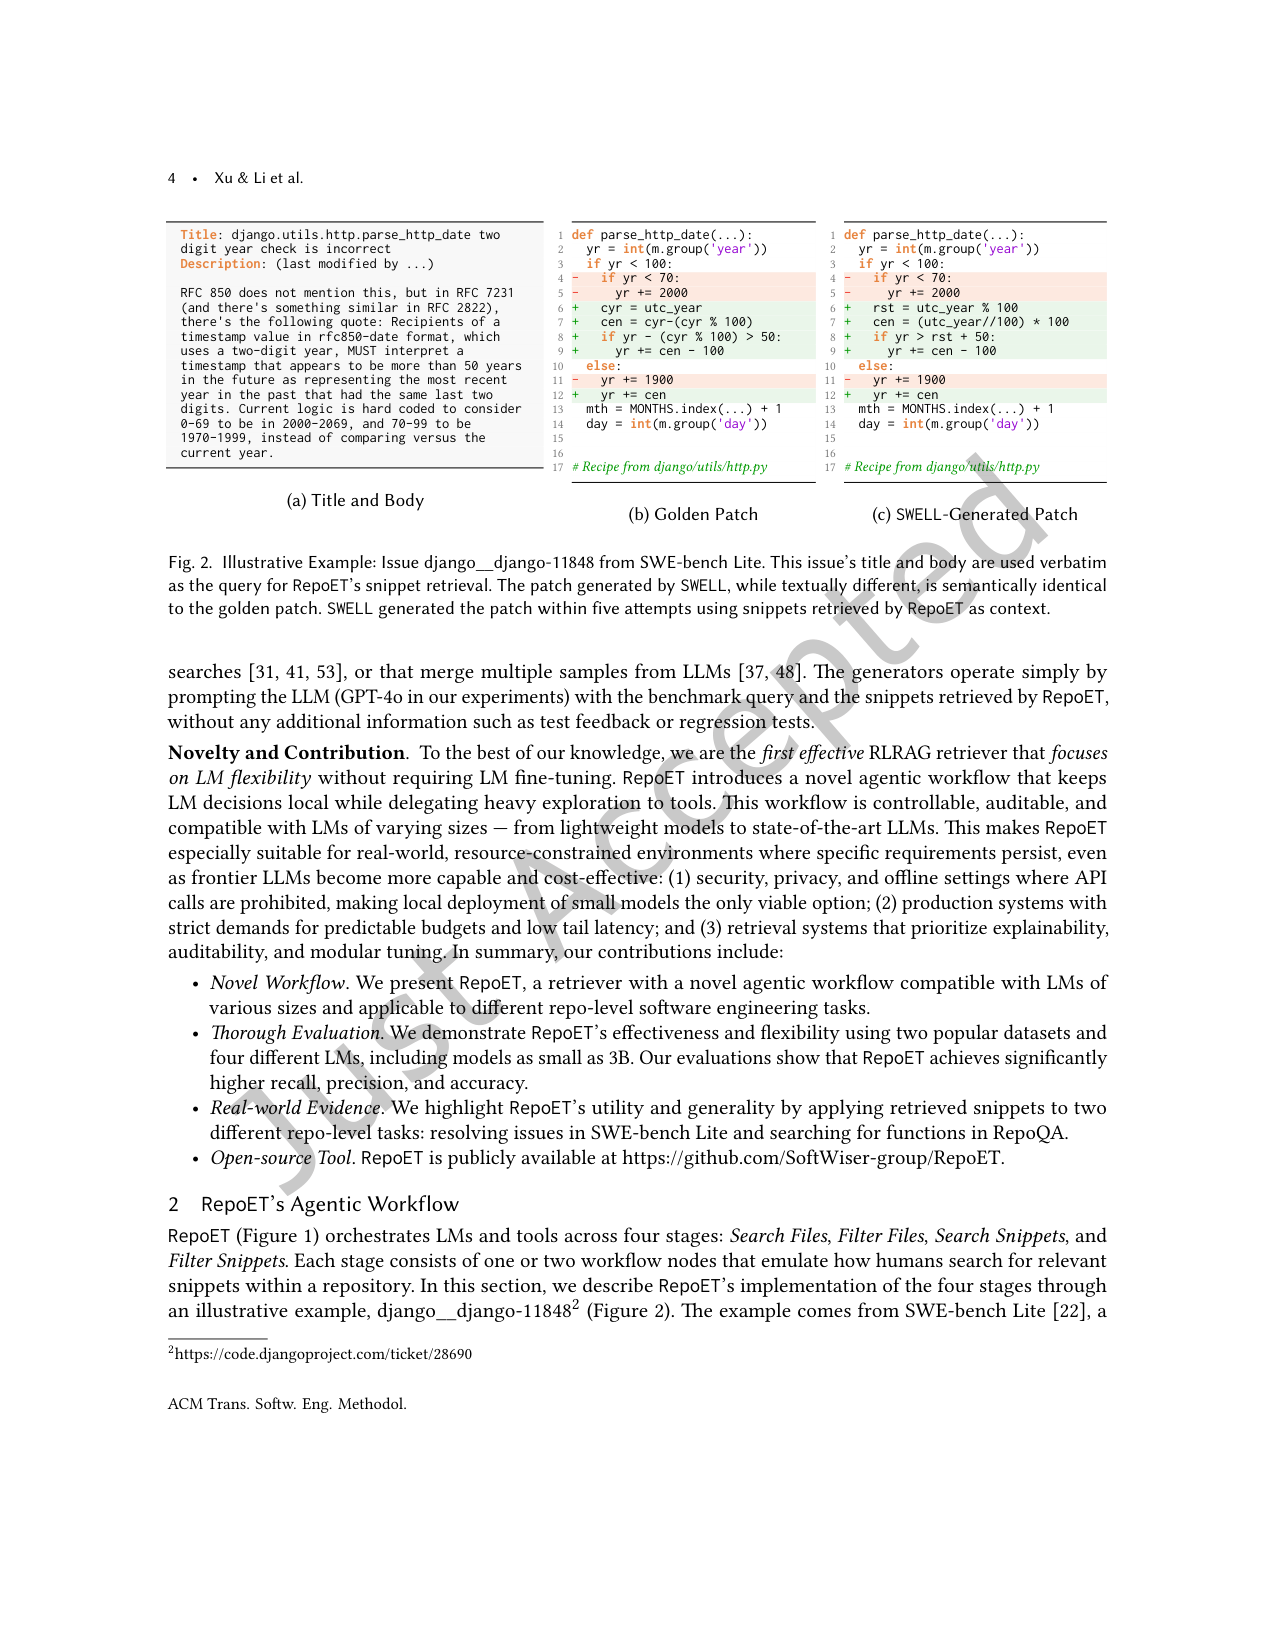 4 • Xu & Li et al.
Title: django.utils.http.parse_http_date two
digit year check is incorrect
Description: (last modified by ...)
RFC 850 does not mention this, but in RFC 7231
(and there's something similar in RFC 2822),
there's the following quote: Recipients of a
timestamp value in rfc850-date format, which
uses a two-digit year, MUST interpret a
timestamp that appears to be more than 50 years
in the future as representing the most recent
year in the past that had the same last two
digits. Current logic is hard coded to consider
0-69 to be in 2000-2069, and 70-99 to be
1970-1999, instead of comparing versus the
current year.
(a) Title and Body
1 def parse_http_date(...):
2 yr = int(m.group('year'))
3 if yr < 100:
4 - if yr < 70:
5 - yr += 2000
6 + cyr = utc_year
7 + cen = cyr-(cyr % 100)
8 + if yr - (cyr % 100) > 50:
9 + yr += cen - 100
10 else:
11 - yr += 1900
12 + yr += cen
13 mth = MONTHS.index(...) + 1
14 day = int(m.group('day'))
15
16
17 # Recipe from django/utils/http.py
(b) Golden Patch
1 def parse_http_date(...):
2 yr = int(m.group('year'))
3 if yr < 100:
4 - if yr < 70:
5 - yr += 2000
6 + rst = utc_year % 100
7 + cen = (utc_year//100) * 100
8 + if yr > rst + 50:
9 + yr += cen - 100
10 else:
11 - yr += 1900
12 + yr += cen
13 mth = MONTHS.index(...) + 1
14 day = int(m.group('day'))
15
16
17 # Recipe from django/utils/http.py
(c) SWELL-Generated Patch
Fig. 2. Illustrative Example: Issue django__django-11848 from SWE-bench Lite. This issue's title and body are used verbatim
as the query for RepoET's snippet retrieval. The patch generated by SWELL, while textually different, is semantically identical
to the golden patch. SWELL generated the patch within five attempts using snippets retrieved by RepoET as context.
searches [31, 41, 53], or that merge multiple samples from LLMs [37, 48]. The generators operate simply by
prompting the LLM (GPT-4o in our experiments) with the benchmark query and the snippets retrieved by RepoET,
without any additional information such as test feedback or regression tests.
Novelty and Contribution. To the best of our knowledge, we are the first effective RLRAG retriever that focuses
on LM flexibility without requiring LM fine-tuning. RepoET introduces a novel agentic workflow that keeps
LM decisions local while delegating heavy exploration to tools. This workflow is controllable, auditable, and
compatible with LMs of varying sizes — from lightweight models to state-of-the-art LLMs. This makes RepoET
especially suitable for real-world, resource-constrained environments where specific requirements persist, even
as frontier LLMs become more capable and cost-effective: (1) security, privacy, and offline settings where API
calls are prohibited, making local deployment of small models the only viable option; (2) production systems with
strict demands for predictable budgets and low tail latency; and (3) retrieval systems that prioritize explainability,
auditability, and modular tuning. In summary, our contributions include:
• Novel Workflow. We present RepoET, a retriever with a novel agentic workflow compatible with LMs of
various sizes and applicable to different repo-level software engineering tasks.
• Thorough Evaluation. We demonstrate RepoET's effectiveness and flexibility using two popular datasets and
four different LMs, including models as small as 3B. Our evaluations show that RepoET achieves significantly
higher recall, precision, and accuracy.
• Real-world Evidence. We highlight RepoET's utility and generality by applying retrieved snippets to two
different repo-level tasks: resolving issues in SWE-bench Lite and searching for functions in RepoQA.
• Open-source Tool. RepoET is publicly available at https://github.com/SoftWiser-group/RepoET.
2 RepoET's Agentic Workflow
RepoET (Figure 1) orchestrates LMs and tools across four stages: Search Files, Filter Files, Search Snippets, and
Filter Snippets. Each stage consists of one or two workflow nodes that emulate how humans search for relevant
snippets within a repository. In this section, we describe RepoET's implementation of the four stages through
an illustrative example, django__django-11848² (Figure 2). The example comes from SWE-bench Lite [22], a
²https://code.djangoproject.com/ticket/28690
ACM Trans. Softw. Eng. Methodol.
Just Accepted